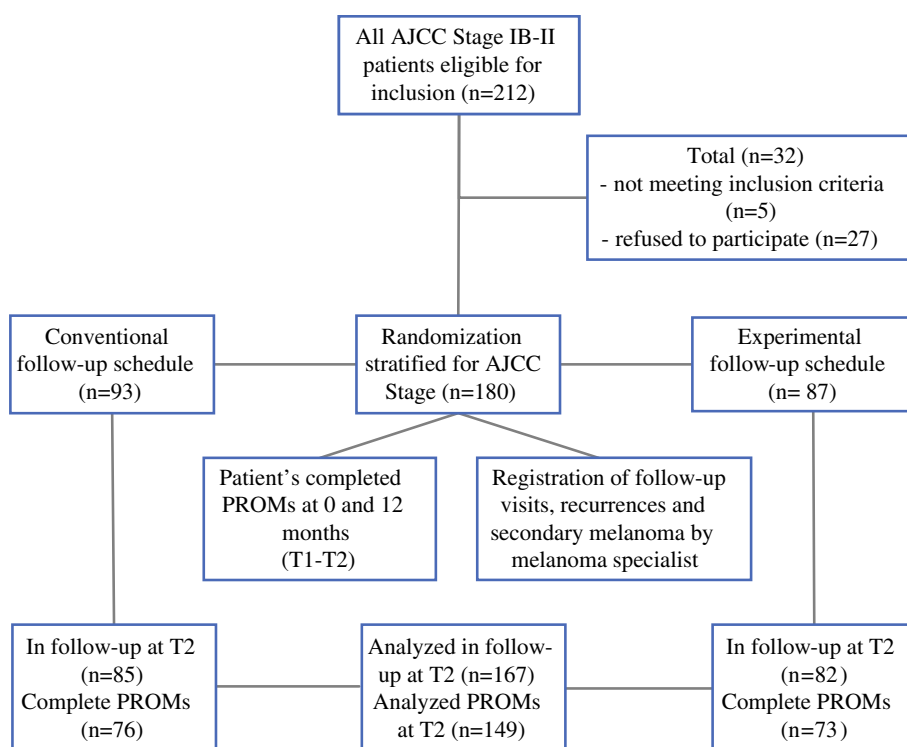 All AJCC Stage IB-II
patients eligible for
inclusion (n=212)
Total (n=32)
- not meeting inclusion criteria
(n=5)
- refused to participate (n=27)
Conventional
follow-up schedule
(n=93)
Randomization
stratified for AJCC
Stage (n=180)
Experimental
follow-up schedule
(n= 87)
Patient’s completed
PROMs at 0 and 12
months
(T1-T2)
Registration of follow-up
visits, recurrences and
secondary melanoma by
melanoma specialist
In follow-up at T2
(n=85)
Complete PROMs
(n=76)
Analyzed in follow-
up at T2 (n=167)
Analyzed PROMs
at T2 (n=149)
In follow-up at T2
(n=82)
Complete PROMs
(n=73)